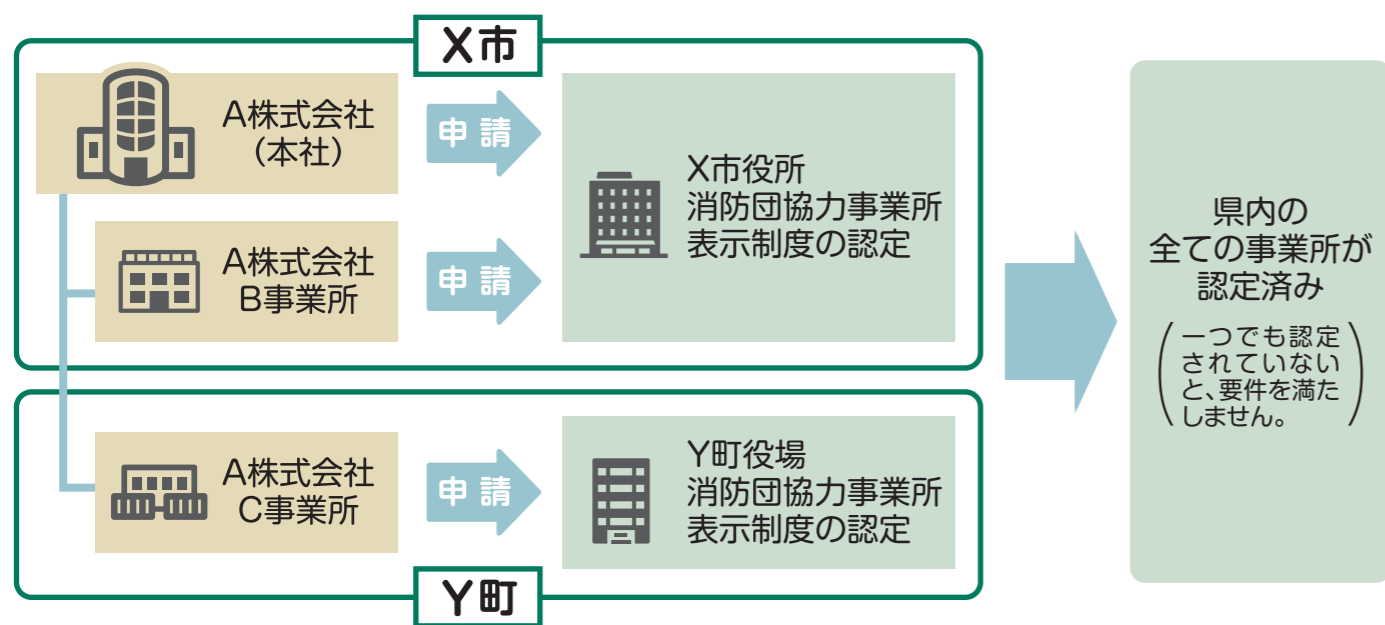 X市
A株式会社
(本社)
申請
A株式会社
B事業所
申請
X市役所
消防団協力事業所
表示制度の認定
A株式会社
C事業所
申請
Y町役場
消防団協力事業所
表示制度の認定
Y町
県内の
全ての事業所が
認定済み
(一つでも認定
されていない
と、要件を満た
しません。)